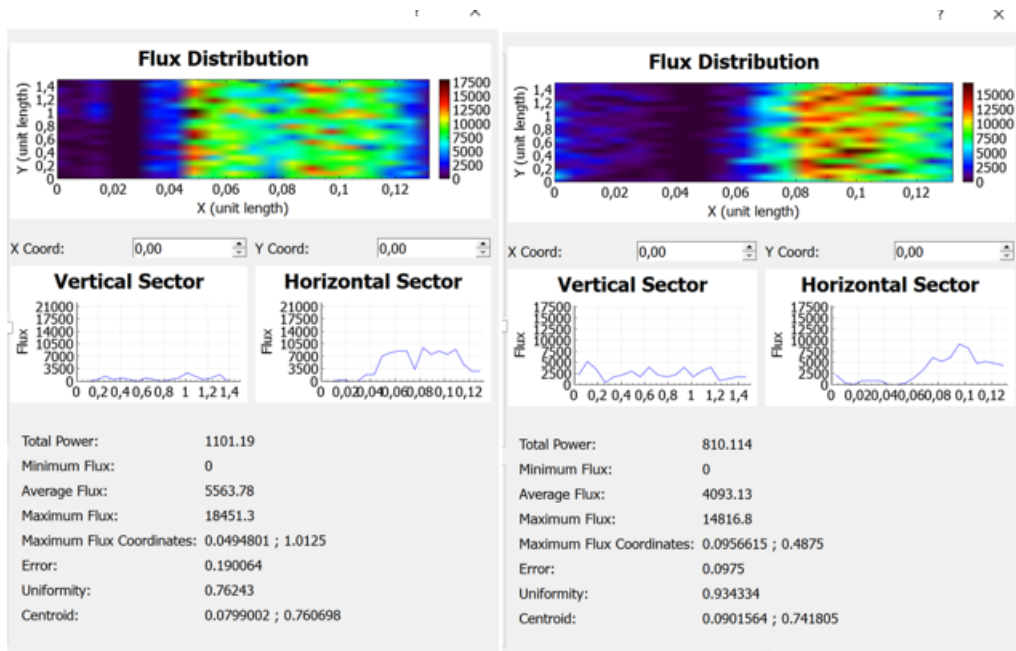 ?
Flux Distribution
Y (unit length)
1,4
1,2
1
0,8
0,6
0,4
0,2
0
0 0,02 0,04 0,06 0,08 0,1 0,12
X (unit length)
17500
15000
12500
10000
7500
5000
2500
0
X Coord: 0,00 Y Coord: 0,00
Vertical Sector
Flux
21000
17500
14000
10500
7000
3500
0
0 0,2 0,4 0,6 0,8 1 1,2 1,4
Horizontal Sector
Flux
21000
17500
14000
10500
7000
3500
0
0 0,02 0,04 0,06 0,08 0,10 0,12
Total Power: 1101.19
Minimum Flux: 0
Average Flux: 5563.78
Maximum Flux: 18451.3
Maximum Flux Coordinates: 0.0494801 ; 1.0125
Error: 0.190064
Uniformity: 0.76243
Centroid: 0.0799002 ; 0.760698
?
Flux Distribution
Y (unit length)
1,4
1,2
1
0,8
0,6
0,4
0,2
0
0 0,02 0,04 0,06 0,08 0,1 0,12
X (unit length)
15000
12500
10000
7500
5000
2500
0
X Coord: 0,00 Y Coord: 0,00
Vertical Sector
Flux
17500
15000
12500
10000
7500
5000
2500
0
0 0,2 0,4 0,6 0,8 1 1,2 1,4
Horizontal Sector
Flux
17500
15000
12500
10000
7500
5000
2500
0
0 0,02 0,04 0,06 0,08 0,1 0,12
Total Power: 810.114
Minimum Flux: 0
Average Flux: 4093.13
Maximum Flux: 14816.8
Maximum Flux Coordinates: 0.0956615 ; 0.4875
Error: 0.0975
Uniformity: 0.934334
Centroid: 0.0901564 ; 0.741805